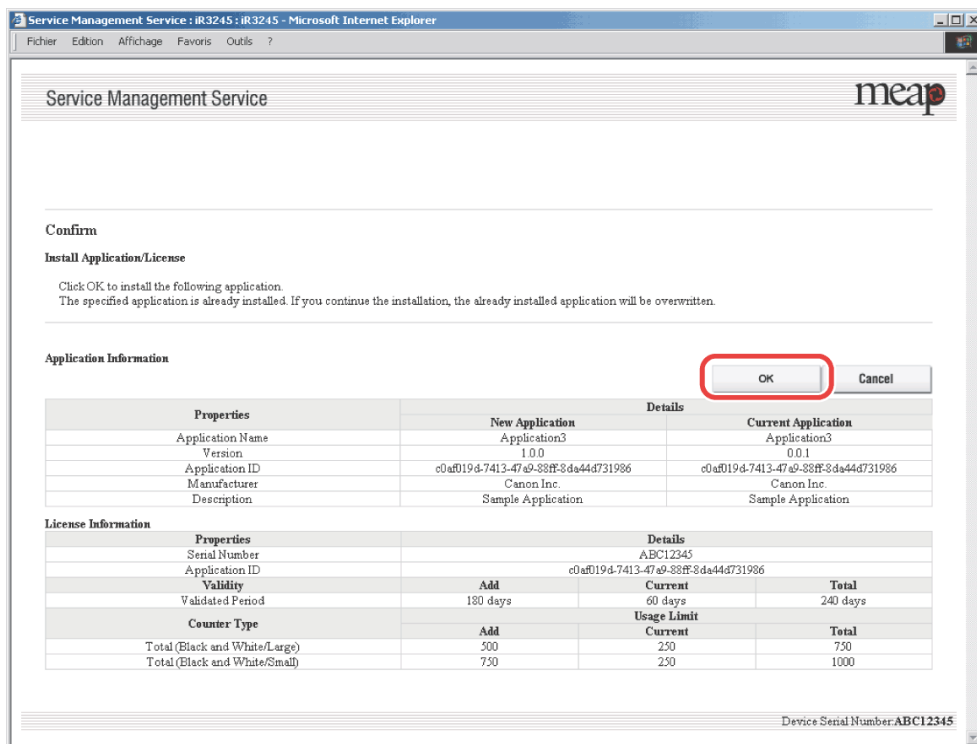 Service Management Service : iR3245 : iR3245 - Microsoft Internet Explorer
Fichier Edition Affichage Favoris Outils ?
Service Management Service
meap
Confirm
Install Application/License
Click OK to install the following application.
The specified application is already installed. If you continue the installation, the already installed application will be overwritten.
Application Information
OK Cancel
Properties Details
New Application Current Application
Application Name Application3 Application3
Version 1.0.0 0.0.1
Application ID c0af019d-7413-47a9-88ff-8da44d731986 c0af019d-7413-47a9-88ff-8da44d731986
Manufacturer Canon Inc. Canon Inc.
Description Sample Application Sample Application
License Information
Properties Details
Serial Number ABC12345
Application ID c0af019d-7413-47a9-88ff-8da44d731986
Validity Add Current Total
Validated Period 180 days 60 days 240 days
Counter Type Usage Limit
Add Current Total
Total (Black and White/Large) 500 250 750
Total (Black and White/Small) 750 250 1000
Device Serial Number:ABC12345